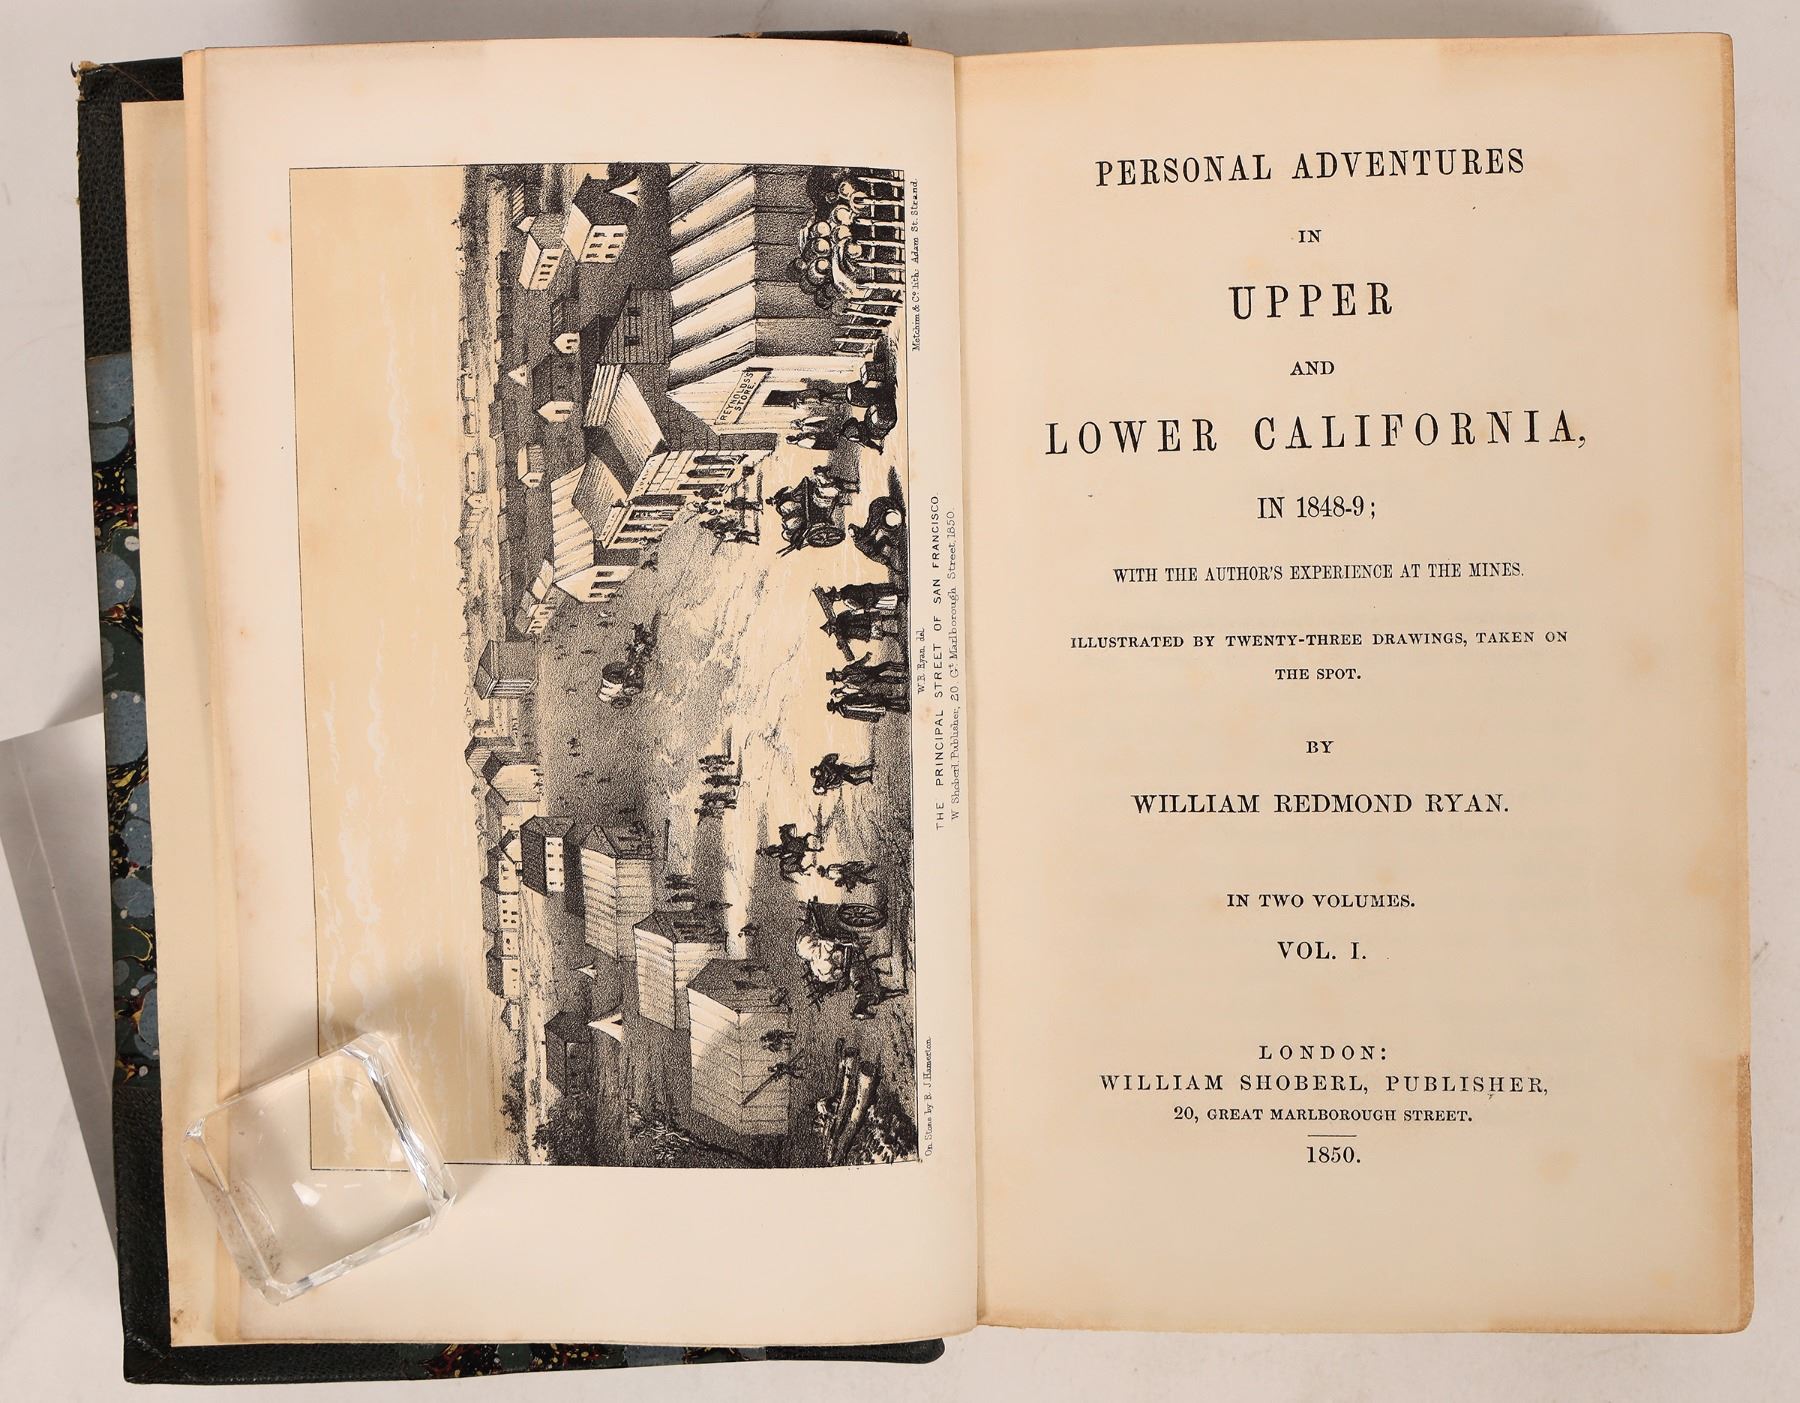 REYNOLDS'S
STORE
Metchim & Co. lith: Adam St. Strand.
W.R. Ryan, del.
On Stone by R. J. Hamerton.
THE PRINCIPAL STREET OF SAN FRANCISCO.
W Shoberl, Publisher, 20 Gt Marlborough Street, 1850.
PERSONAL ADVENTURES
IN
UPPER
AND
LOWER CALIFORNIA,
IN 1848-9;
WITH THE AUTHOR'S EXPERIENCE AT THE MINES.
ILLUSTRATED BY TWENTY-THREE DRAWINGS, TAKEN ON
THE SPOT.
BY
WILLIAM REDMOND RYAN.
IN TWO VOLUMES.
VOL. I.
LONDON:
WILLIAM SHOBERL, PUBLISHER,
20, GREAT MARLBOROUGH STREET.
1850.